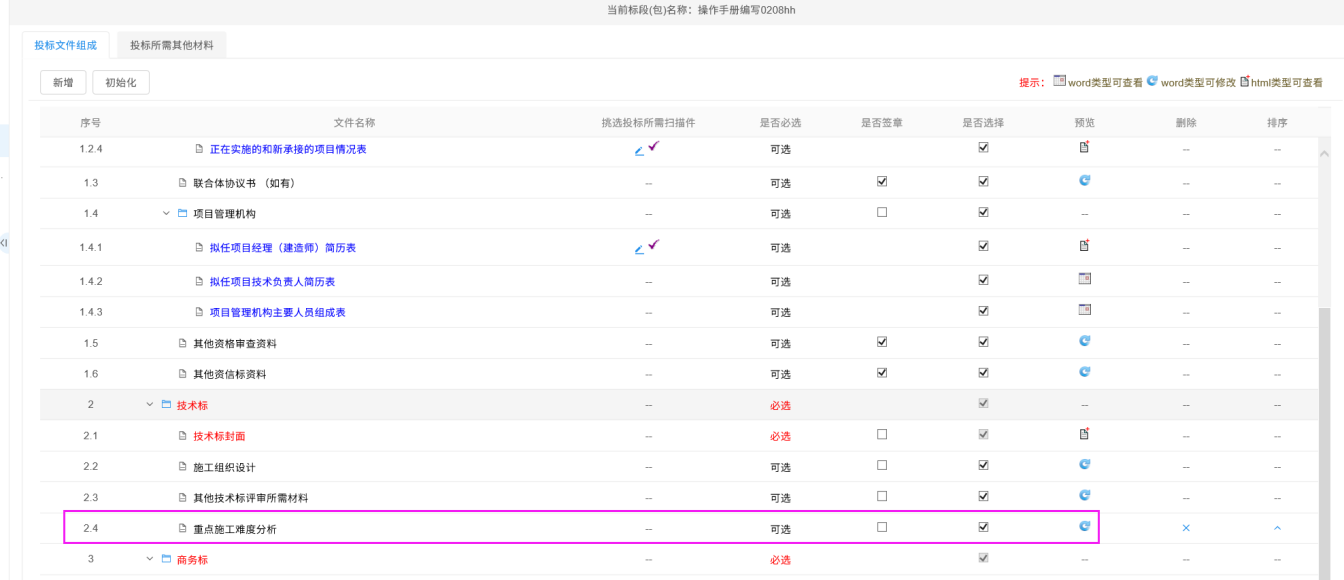 当前标段(包)名称：操作手册编写0208hh
投标文件组成 投标所需其他材料
新增 初始化 提示： word类型可查看 word类型可修改 html类型可查看
序号 文件名称 挑选投标所需扫描件 是否必选 是否签章 是否选择 预览 删除 排序
1.2.4 正在实施的和新承接的项目情况表 可选 -- --
1.3 联合体协议书 （如有） -- 可选 -- --
1.4 项目管理机构 -- 可选 -- -- --
1.4.1 拟任项目经理（建造师）简历表 可选 -- --
1.4.2 拟任项目技术负责人简历表 -- 可选 -- --
1.4.3 项目管理机构主要人员组成表 -- 可选 -- --
1.5 其他资格审查资料 -- 可选 -- --
1.6 其他资信标资料 -- 可选 -- --
2 技术标 -- 必选 -- -- --
2.1 技术标封面 -- 必选 -- --
2.2 施工组织设计 -- 可选 -- --
2.3 其他技术标评审所需材料 -- 可选 -- --
2.4 重点施工难度分析 -- 可选
3 商务标 -- 必选 -- -- --